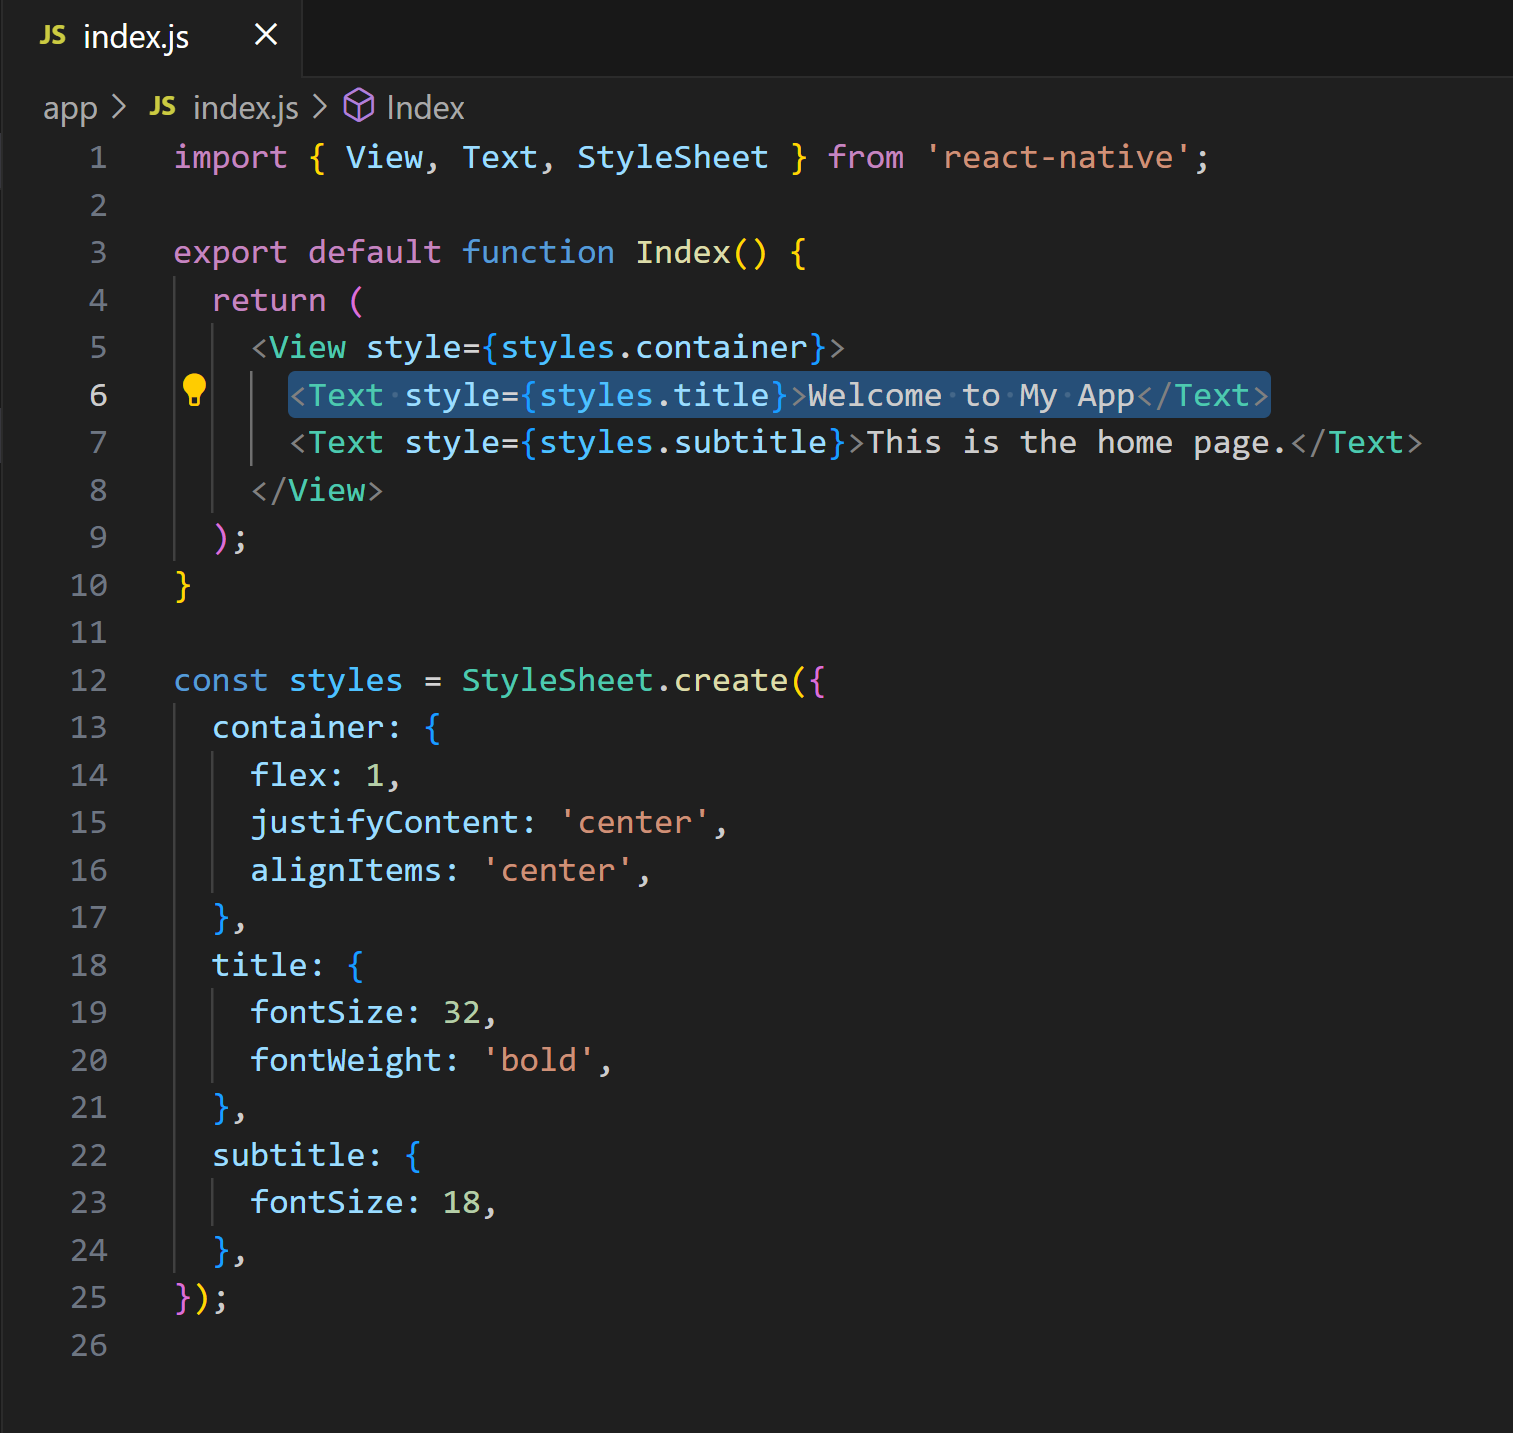 JS index.js ×
app > JS index.js > Index
1 import { View, Text, StyleSheet } from 'react-native';
2
3 export default function Index() {
4   return (
5     <View style={styles.container}>
6       <Text style={styles.title}>Welcome to My App</Text>
7       <Text style={styles.subtitle}>This is the home page.</Text>
8     </View>
9   );
10 }
11
12 const styles = StyleSheet.create({
13   container: {
14     flex: 1,
15     justifyContent: 'center',
16     alignItems: 'center',
17   },
18   title: {
19     fontSize: 32,
20     fontWeight: 'bold',
21   },
22   subtitle: {
23     fontSize: 18,
24   },
25 });
26